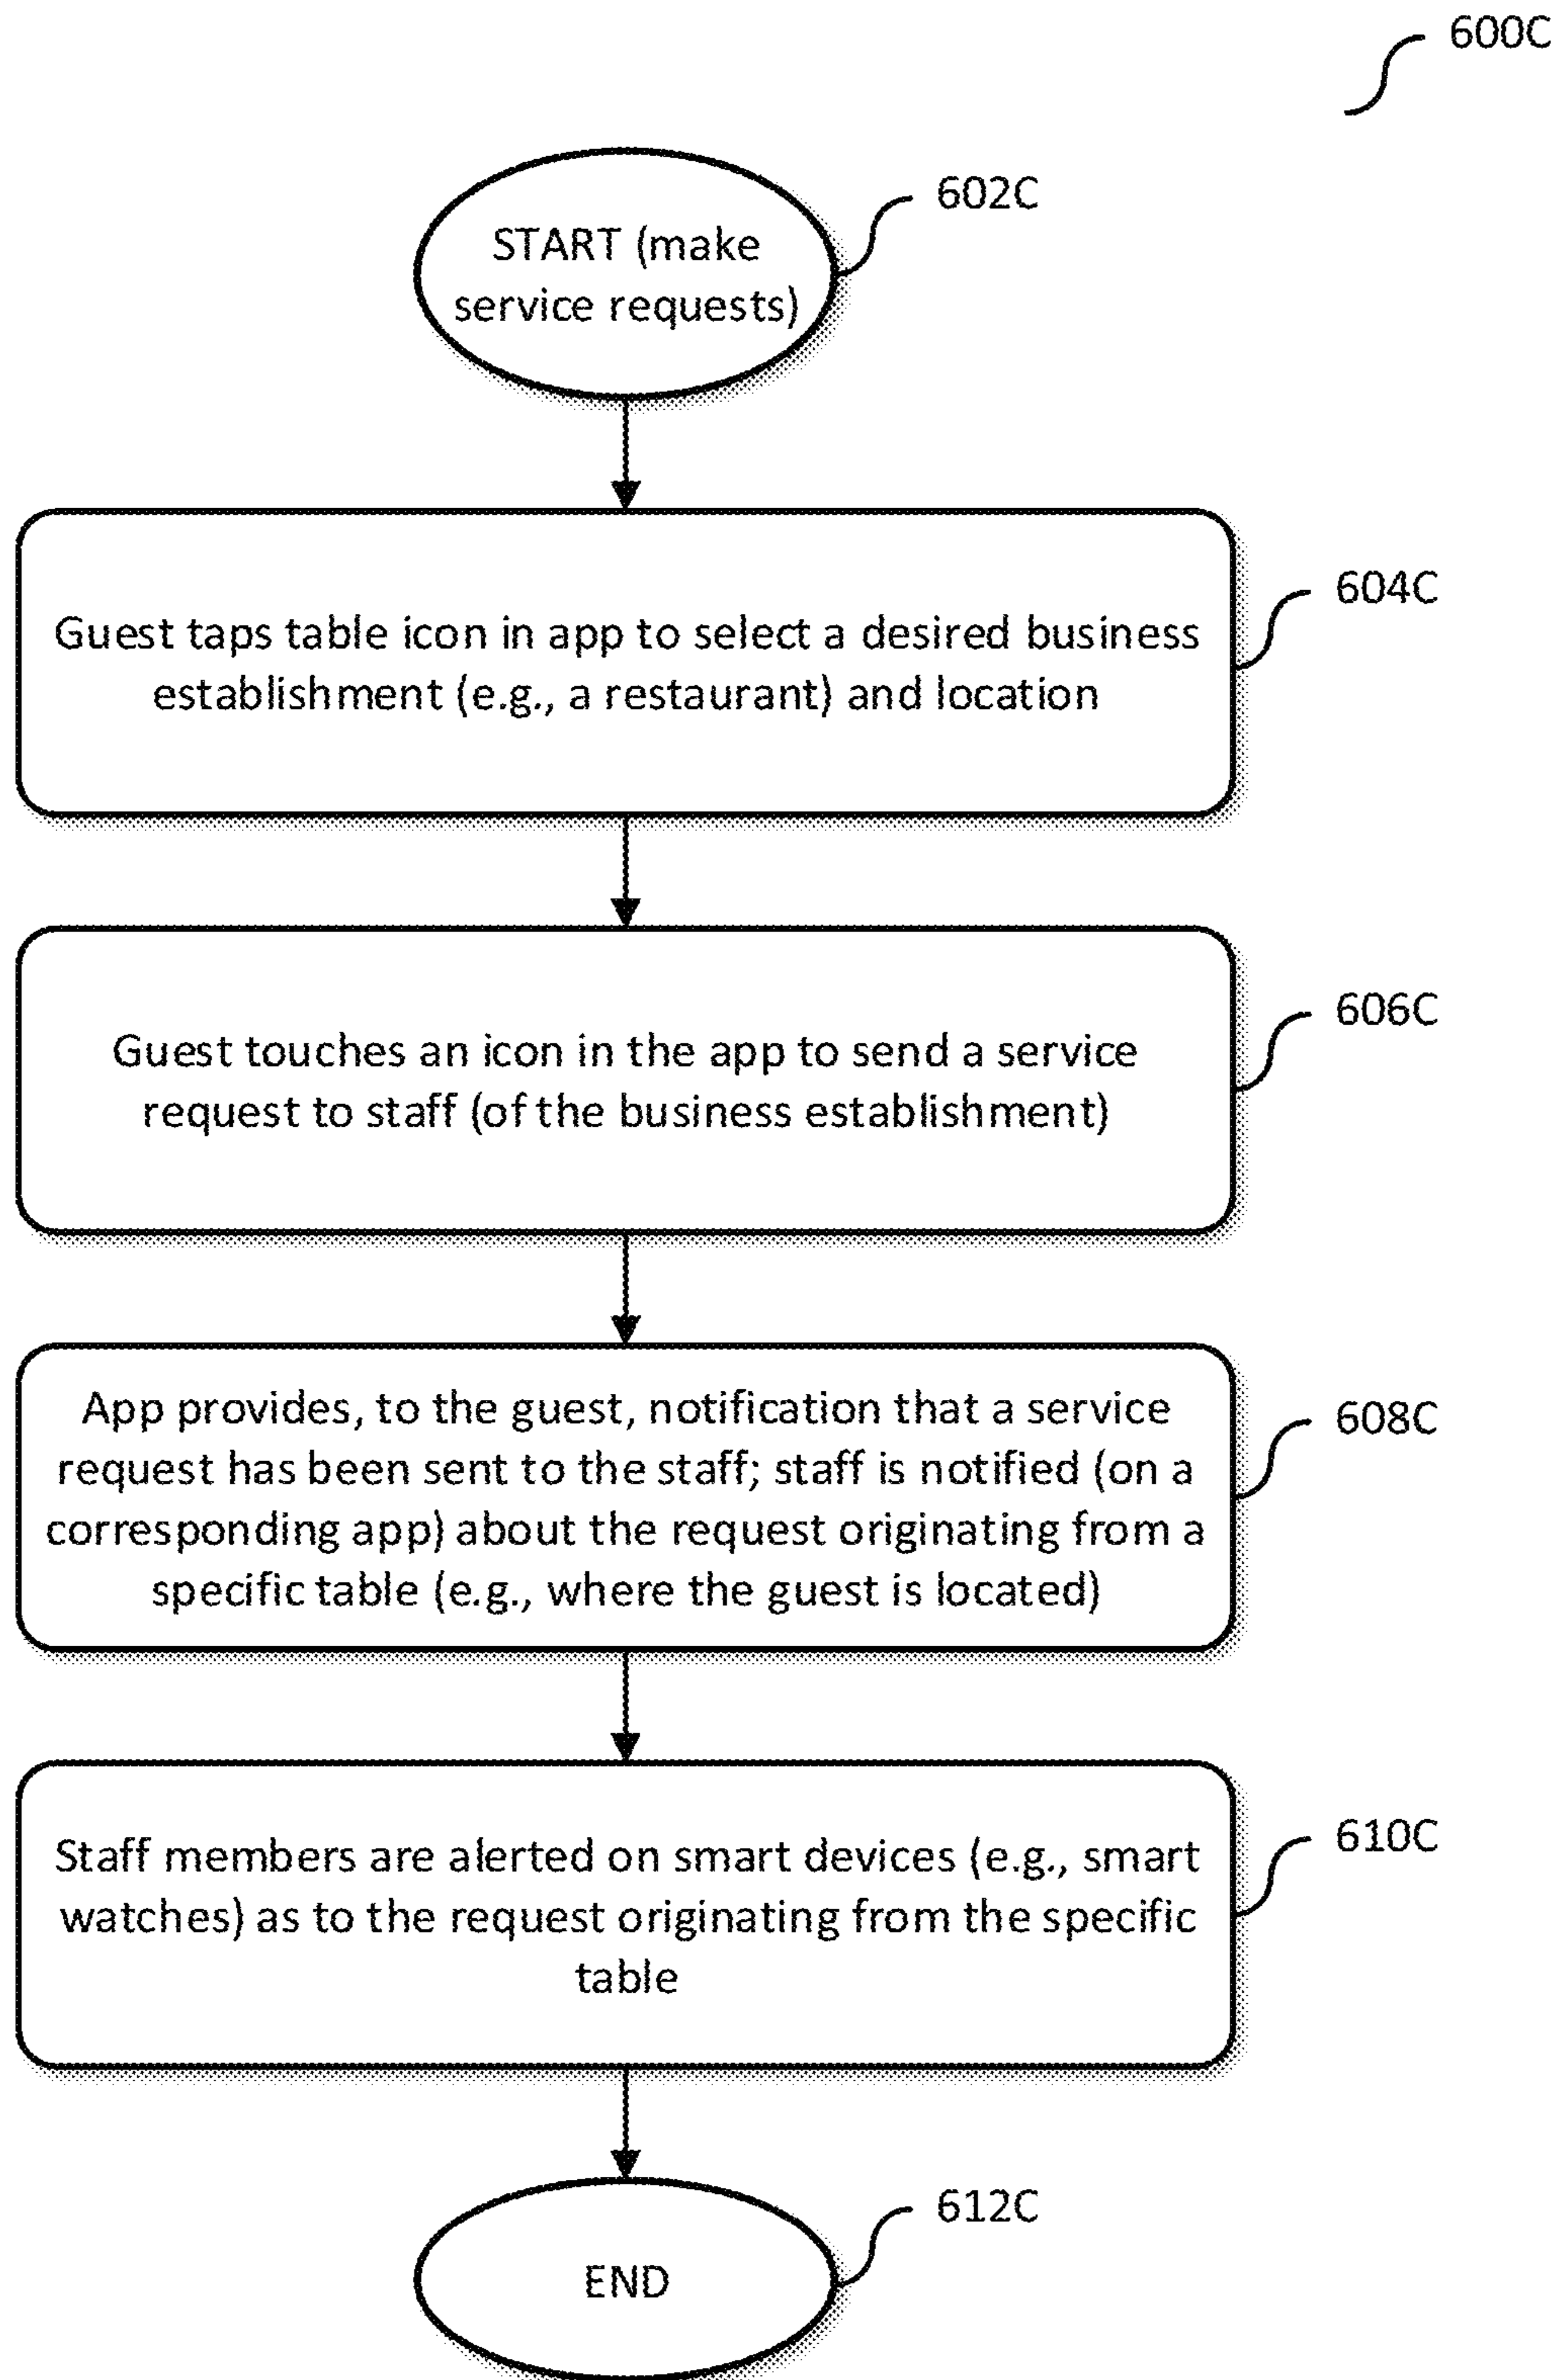 600C
602C
START (make
service requests)
604C
Guest taps table icon in app to select a desired business
establishment (e.g., a restaurant) and location
606C
Guest touches an icon in the app to send a service
request to staff (of the business establishment)
608C
App provides, to the guest, notification that a service
request has been sent to the staff; staff is notified (on a
corresponding app) about the request originating from a
specific table (e.g., where the guest is located)
610C
Staff members are alerted on smart devices (e.g., smart
watches) as to the request originating from the specific
table
612C
END